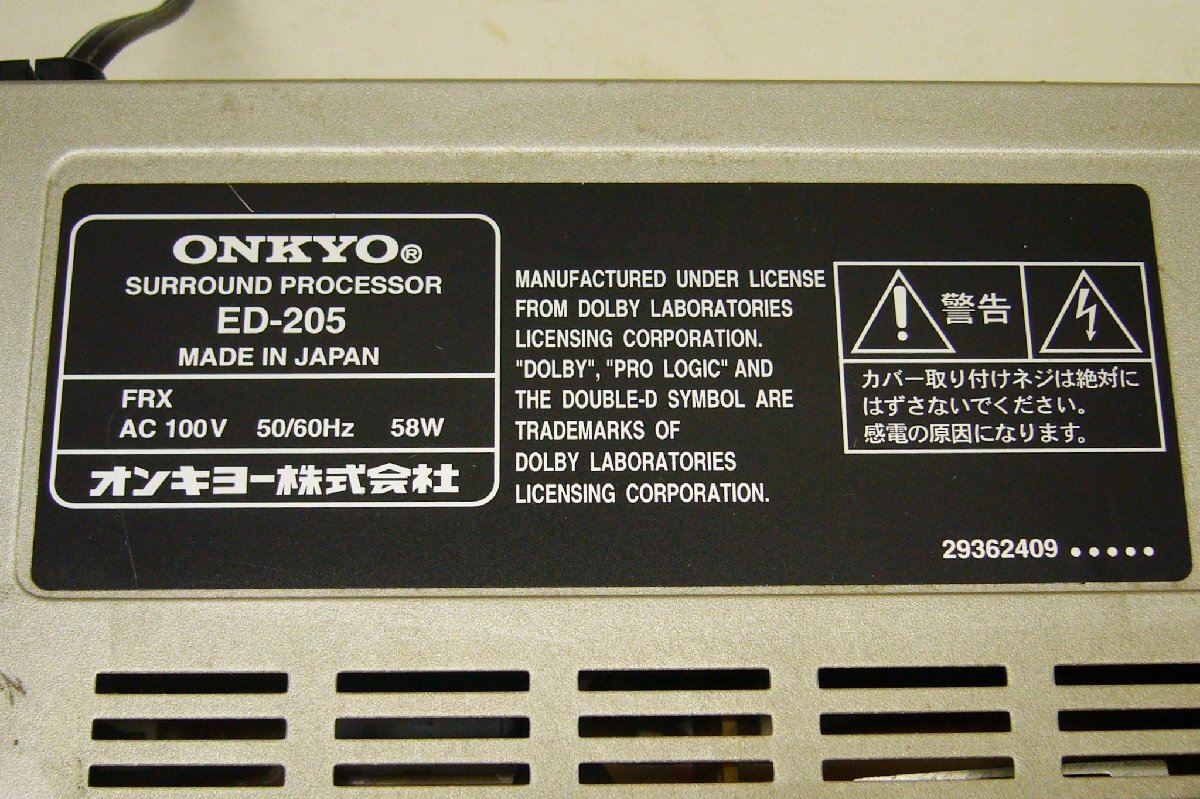 ONKYO®
SURROUND PROCESSOR
ED-205
MADE IN JAPAN
FRX
AC 100V 50/60Hz 58W
オンキヨー株式会社
MANUFACTURED UNDER LICENSE
FROM DOLBY LABORATORIES
LICENSING CORPORATION.
"DOLBY", "PRO LOGIC" AND
THE DOUBLE-D SYMBOL ARE
TRADEMARKS OF
DOLBY LABORATORIES
LICENSING CORPORATION.
警告
カバー取り付けネジは絶対に
はずさないでください。
感電の原因になります。
29362409 •••••